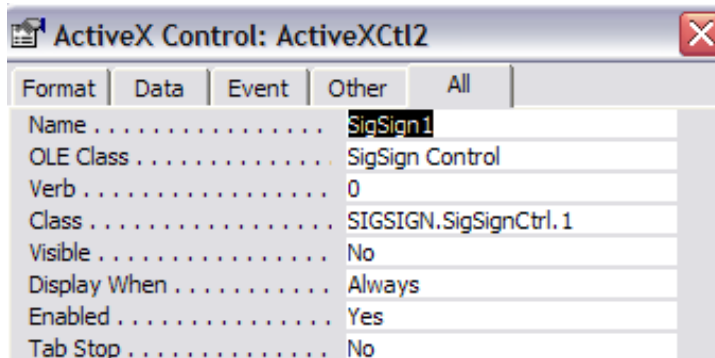 ActiveX Control: ActiveXCtl2
Format Data Event Other All
Name . . . . . . . . . . . . . . . . . SigSign1
OLE Class . . . . . . . . . . . . . . SigSign Control
Verb . . . . . . . . . . . . . . . . . . 0
Class . . . . . . . . . . . . . . . . . . SIGSIGN.SigSignCtrl.1
Visible . . . . . . . . . . . . . . . . . No
Display When . . . . . . . . . . . Always
Enabled . . . . . . . . . . . . . . . Yes
Tab Stop . . . . . . . . . . . . . . . No